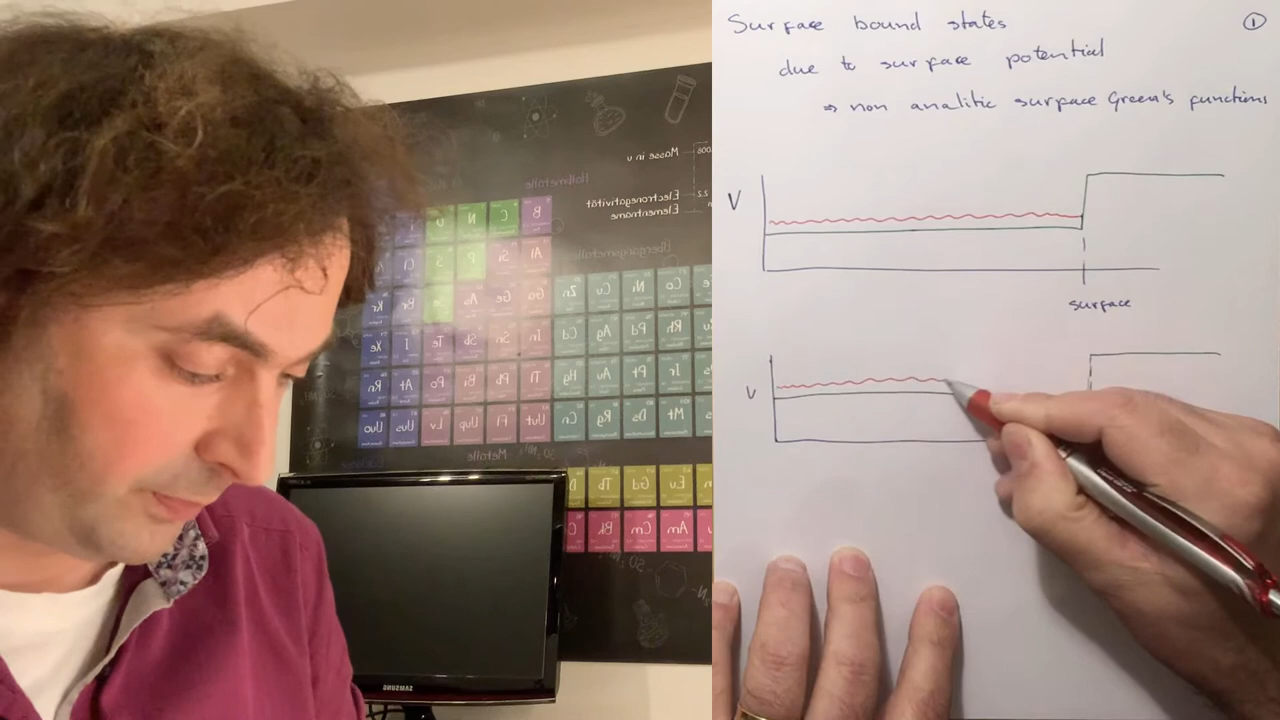 Surface bound states
①
due to surface potential
⇒ non analitic surface Green's functions
V
surface
V
Masse in u
Halbmetalle
Electronegativität
Elementname
N C B
Übergangsmetalle
Cl S P Si Al
Kr Br Se As Ge Ga Zn Cu Ni
Xe I Te Sb Sn In Cd Ag Pd Rh
Rn At Po Bi Pb Tl Hg Au Pt Ir
Uuo Uus Lv Uup Fl Uut Cn Rg Ds Mt
Metalle
Tb Gd Eu
Bk Cm Am
SAMSUNG